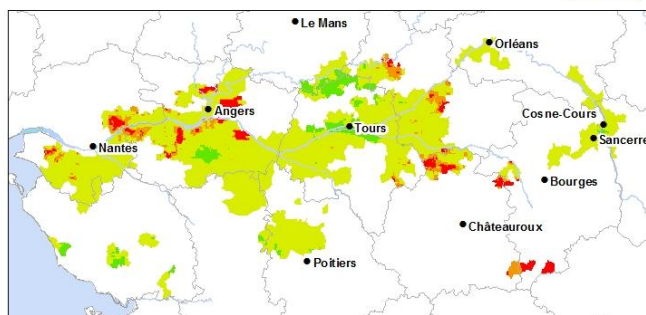 Le Mans
Orléans
Angers
Cosne-Cours
Tours
Sancerre
Nantes
Bourges
Châteauroux
Poitiers